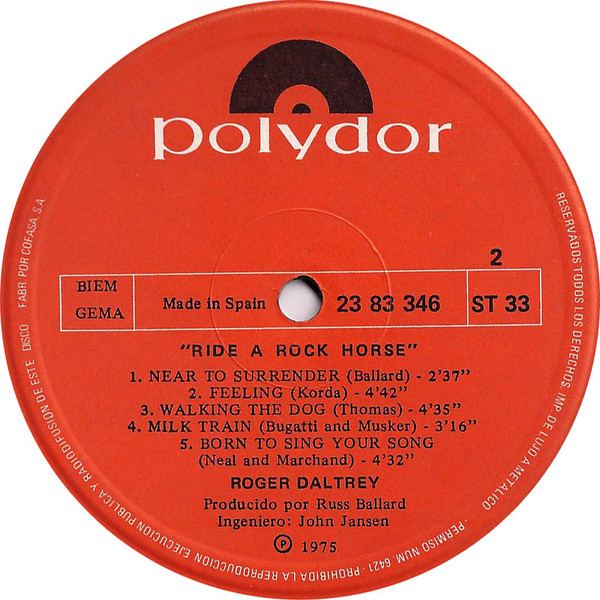 polydor
2
BIEM
GEMA
Made in Spain
23 83 346
ST 33
"RIDE A ROCK HORSE"
1. NEAR TO SURRENDER (Ballard) - 2'37"
2. FEELING (Korda) - 4'42"
3. WALKING THE DOG (Thomas) - 4'35"
4. MILK TRAIN (Bugatti and Musker) - 3'16"
5. BORN TO SING YOUR SONG
(Neal and Marchand) - 4'32"
ROGER DALTREY
Producido por Russ Ballard
Ingeniero: John Jansen
Ⓟ 1975
RESERVADOS TODOS LOS DERECHOS. IMP. DE LUJO A METALICO - PERMISO NUM. 6421 - PROHIBIDA LA REPRODUCCION EJECUCION PUBLICA Y RADIODIFUSION DE ESTE DISCO FABR. POR COFASA, S.A.